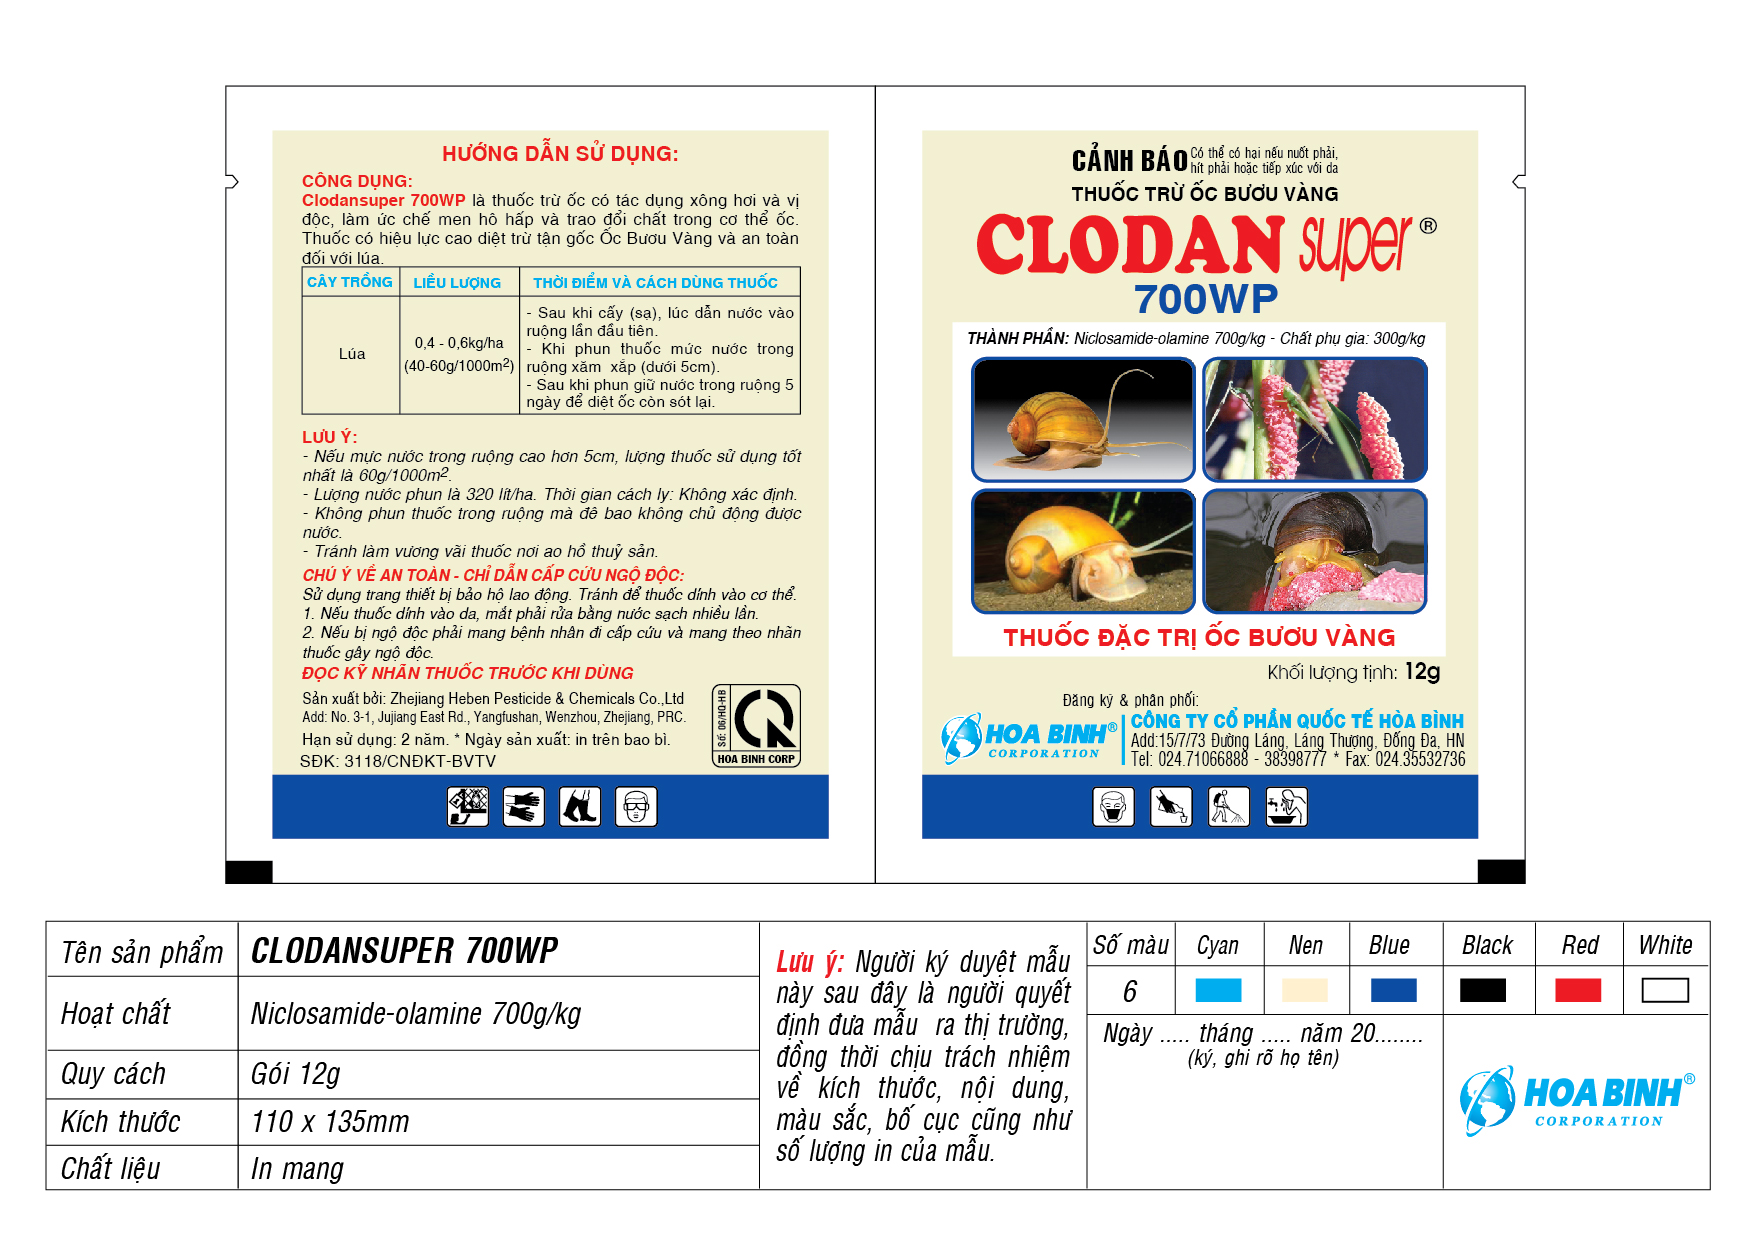 HƯỚNG DẪN SỬ DỤNG:
CÔNG DỤNG:
Clodansuper 700WP là thuốc trừ ốc có tác dụng xông hơi và vị
độc, làm ức chế men hô hấp và trao đổi chất trong cơ thể ốc.
Thuốc có hiệu lực cao diệt trừ tận gốc Ốc Bươu Vàng và an toàn
đối với lúa.
CÂY TRỒNG LIỀU LƯỢNG THỜI ĐIỂM VÀ CÁCH DÙNG THUỐC
Lúa
0,4 - 0,6kg/ha
(40-60g/1000m2)
- Sau khi cấy (sạ), lúc dẫn nước vào
ruộng lần đầu tiên.
- Khi phun thuốc mức nước trong
ruộng xăm xắp (dưới 5cm).
- Sau khi phun giữ nước trong ruộng 5
ngày để diệt ốc còn sót lại.
LƯU Ý:
- Nếu mực nước trong ruộng cao hơn 5cm, lượng thuốc sử dụng tốt
nhất là 60g/1000m2.
- Lượng nước phun là 320 lít/ha. Thời gian cách ly: Không xác định.
- Không phun thuốc trong ruộng mà đê bao không chủ động được
nước.
- Tránh làm vương vãi thuốc nơi ao hồ thuỷ sản.
CHÚ Ý VỀ AN TOÀN - CHỈ DẪN CẤP CỨU NGỘ ĐỘC:
Sử dụng trang thiết bị bảo hộ lao động. Tránh để thuốc dính vào cơ thể.
1. Nếu thuốc dính vào da, mắt phải rửa bằng nước sạch nhiều lần.
2. Nếu bị ngộ độc phải mang bệnh nhân đi cấp cứu và mang theo nhãn
thuốc gây ngộ độc.
ĐỌC KỸ NHÃN THUỐC TRƯỚC KHI DÙNG
Sản xuất bởi: Zhejiang Heben Pesticide & Chemicals Co.,Ltd
Add: No. 3-1, Jujiang East Rd., Yangfushan, Wenzhou, Zhejiang, PRC.
Hạn sử dụng: 2 năm. * Ngày sản xuất: in trên bao bì.
SĐK: 3118/CNĐKT-BVTV
Số: 06/HQ-HB
HOA BINH CORP
CẢNH BÁO Có thể có hại nếu nuốt phải,
hít phải hoặc tiếp xúc với da
THUỐC TRỪ ỐC BƯƠU VÀNG
CLODAN super ®
700WP
THÀNH PHẦN: Niclosamide-olamine 700g/kg - Chất phụ gia: 300g/kg
THUỐC ĐẶC TRỊ ỐC BƯƠU VÀNG
Khối lượng tịnh: 12g
Đăng ký & phân phối:
HOA BINH®
CORPORATION
CÔNG TY CỔ PHẦN QUỐC TẾ HÒA BÌNH
Add:15/7/73 Đường Láng, Láng Thượng, Đống Đa, HN
Tel: 024.71066888 - 38398777 * Fax: 024.35532736
Tên sản phẩm CLODANSUPER 700WP
Hoạt chất Niclosamide-olamine 700g/kg
Quy cách Gói 12g
Kích thước 110 x 135mm
Chất liệu In mang
Lưu ý: Người ký duyệt mẫu
này sau đây là người quyết
định đưa mẫu ra thị trường,
đồng thời chịu trách nhiệm
về kích thước, nội dung,
màu sắc, bố cục cũng như
số lượng in của mẫu.
Số màu Cyan Nen Blue Black Red White
6
Ngày ..... tháng ..... năm 20........
(ký, ghi rõ họ tên)
HOA BINH®
CORPORATION